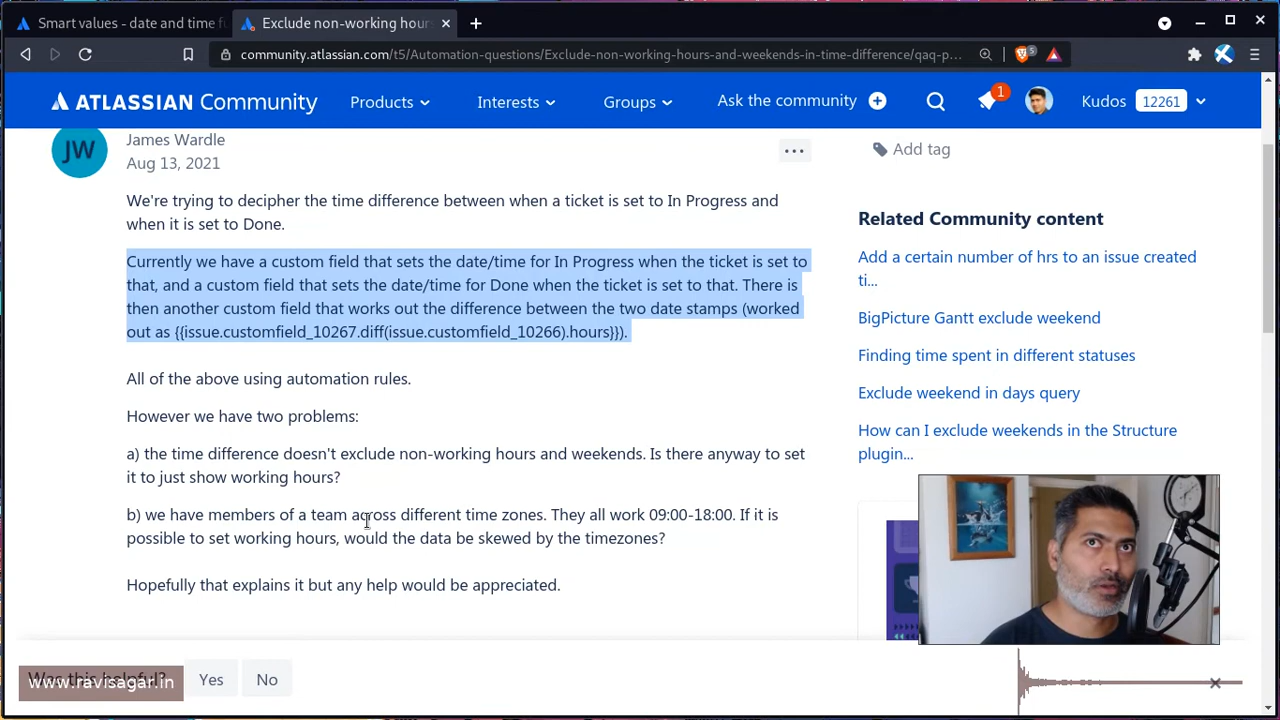 Smart values - date and time fu
Exclude non-working hours
community.atlassian.com/t5/Automation-questions/Exclude-non-working-hours-and-weekends-in-time-difference/qaq-p...
5
ATLASSIAN Community
Products
Interests
Groups
Ask the community
1
Kudos
12261
JW
James Wardle
Aug 13, 2021
We're trying to decipher the time difference between when a ticket is set to In Progress and
when it is set to Done.
Currently we have a custom field that sets the date/time for In Progress when the ticket is set to
that, and a custom field that sets the date/time for Done when the ticket is set to that. There is
then another custom field that works out the difference between the two date stamps (worked
out as {{issue.customfield_10267.diff(issue.customfield_10266).hours}}).
All of the above using automation rules.
However we have two problems:
a) the time difference doesn't exclude non-working hours and weekends. Is there anyway to set
it to just show working hours?
b) we have members of a team across different time zones. They all work 09:00-18:00. If it is
possible to set working hours, would the data be skewed by the timezones?
Hopefully that explains it but any help would be appreciated.
Add tag
Related Community content
Add a certain number of hrs to an issue created
ti...
BigPicture Gantt exclude weekend
Finding time spent in different statuses
Exclude weekend in days query
How can I exclude weekends in the Structure
plugin...
Was this helpful?
Yes
No
www.ravisagar.in